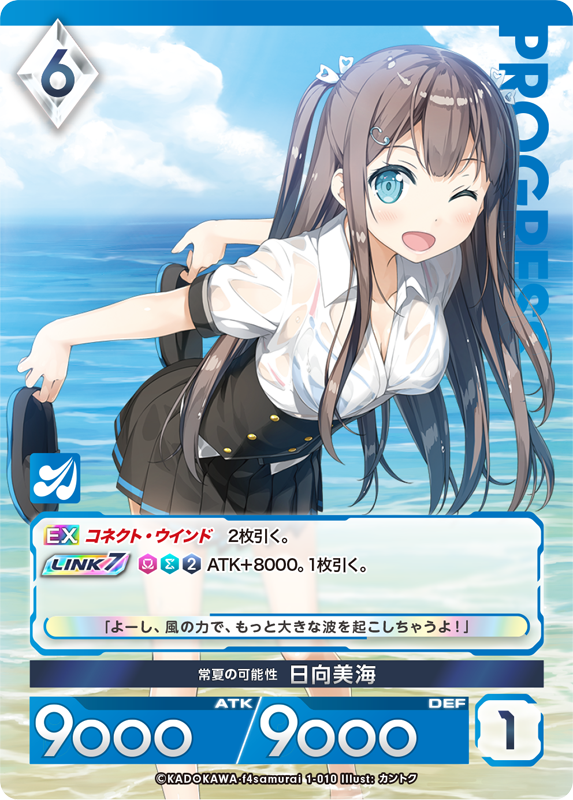 6
PROGDES
EX コネクト・ウインド 2枚引く。
LINK 7 Ω Σ 2 ATK+8000。1枚引く。
「よーし、風の力で、もっと大きな波を起こしちゃうよ!」
常夏の可能性 日向美海
ATK DEF
9000/9000 1
©KADOKAWA-f4samurai 1-010 Illust: カントク